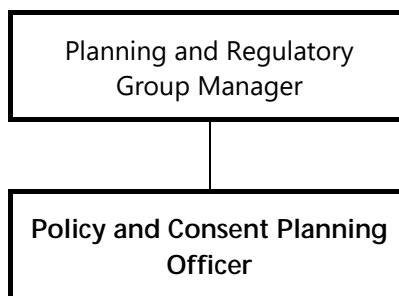 Planning and Regulatory
Group Manager
Policy and Consent Planning
Officer